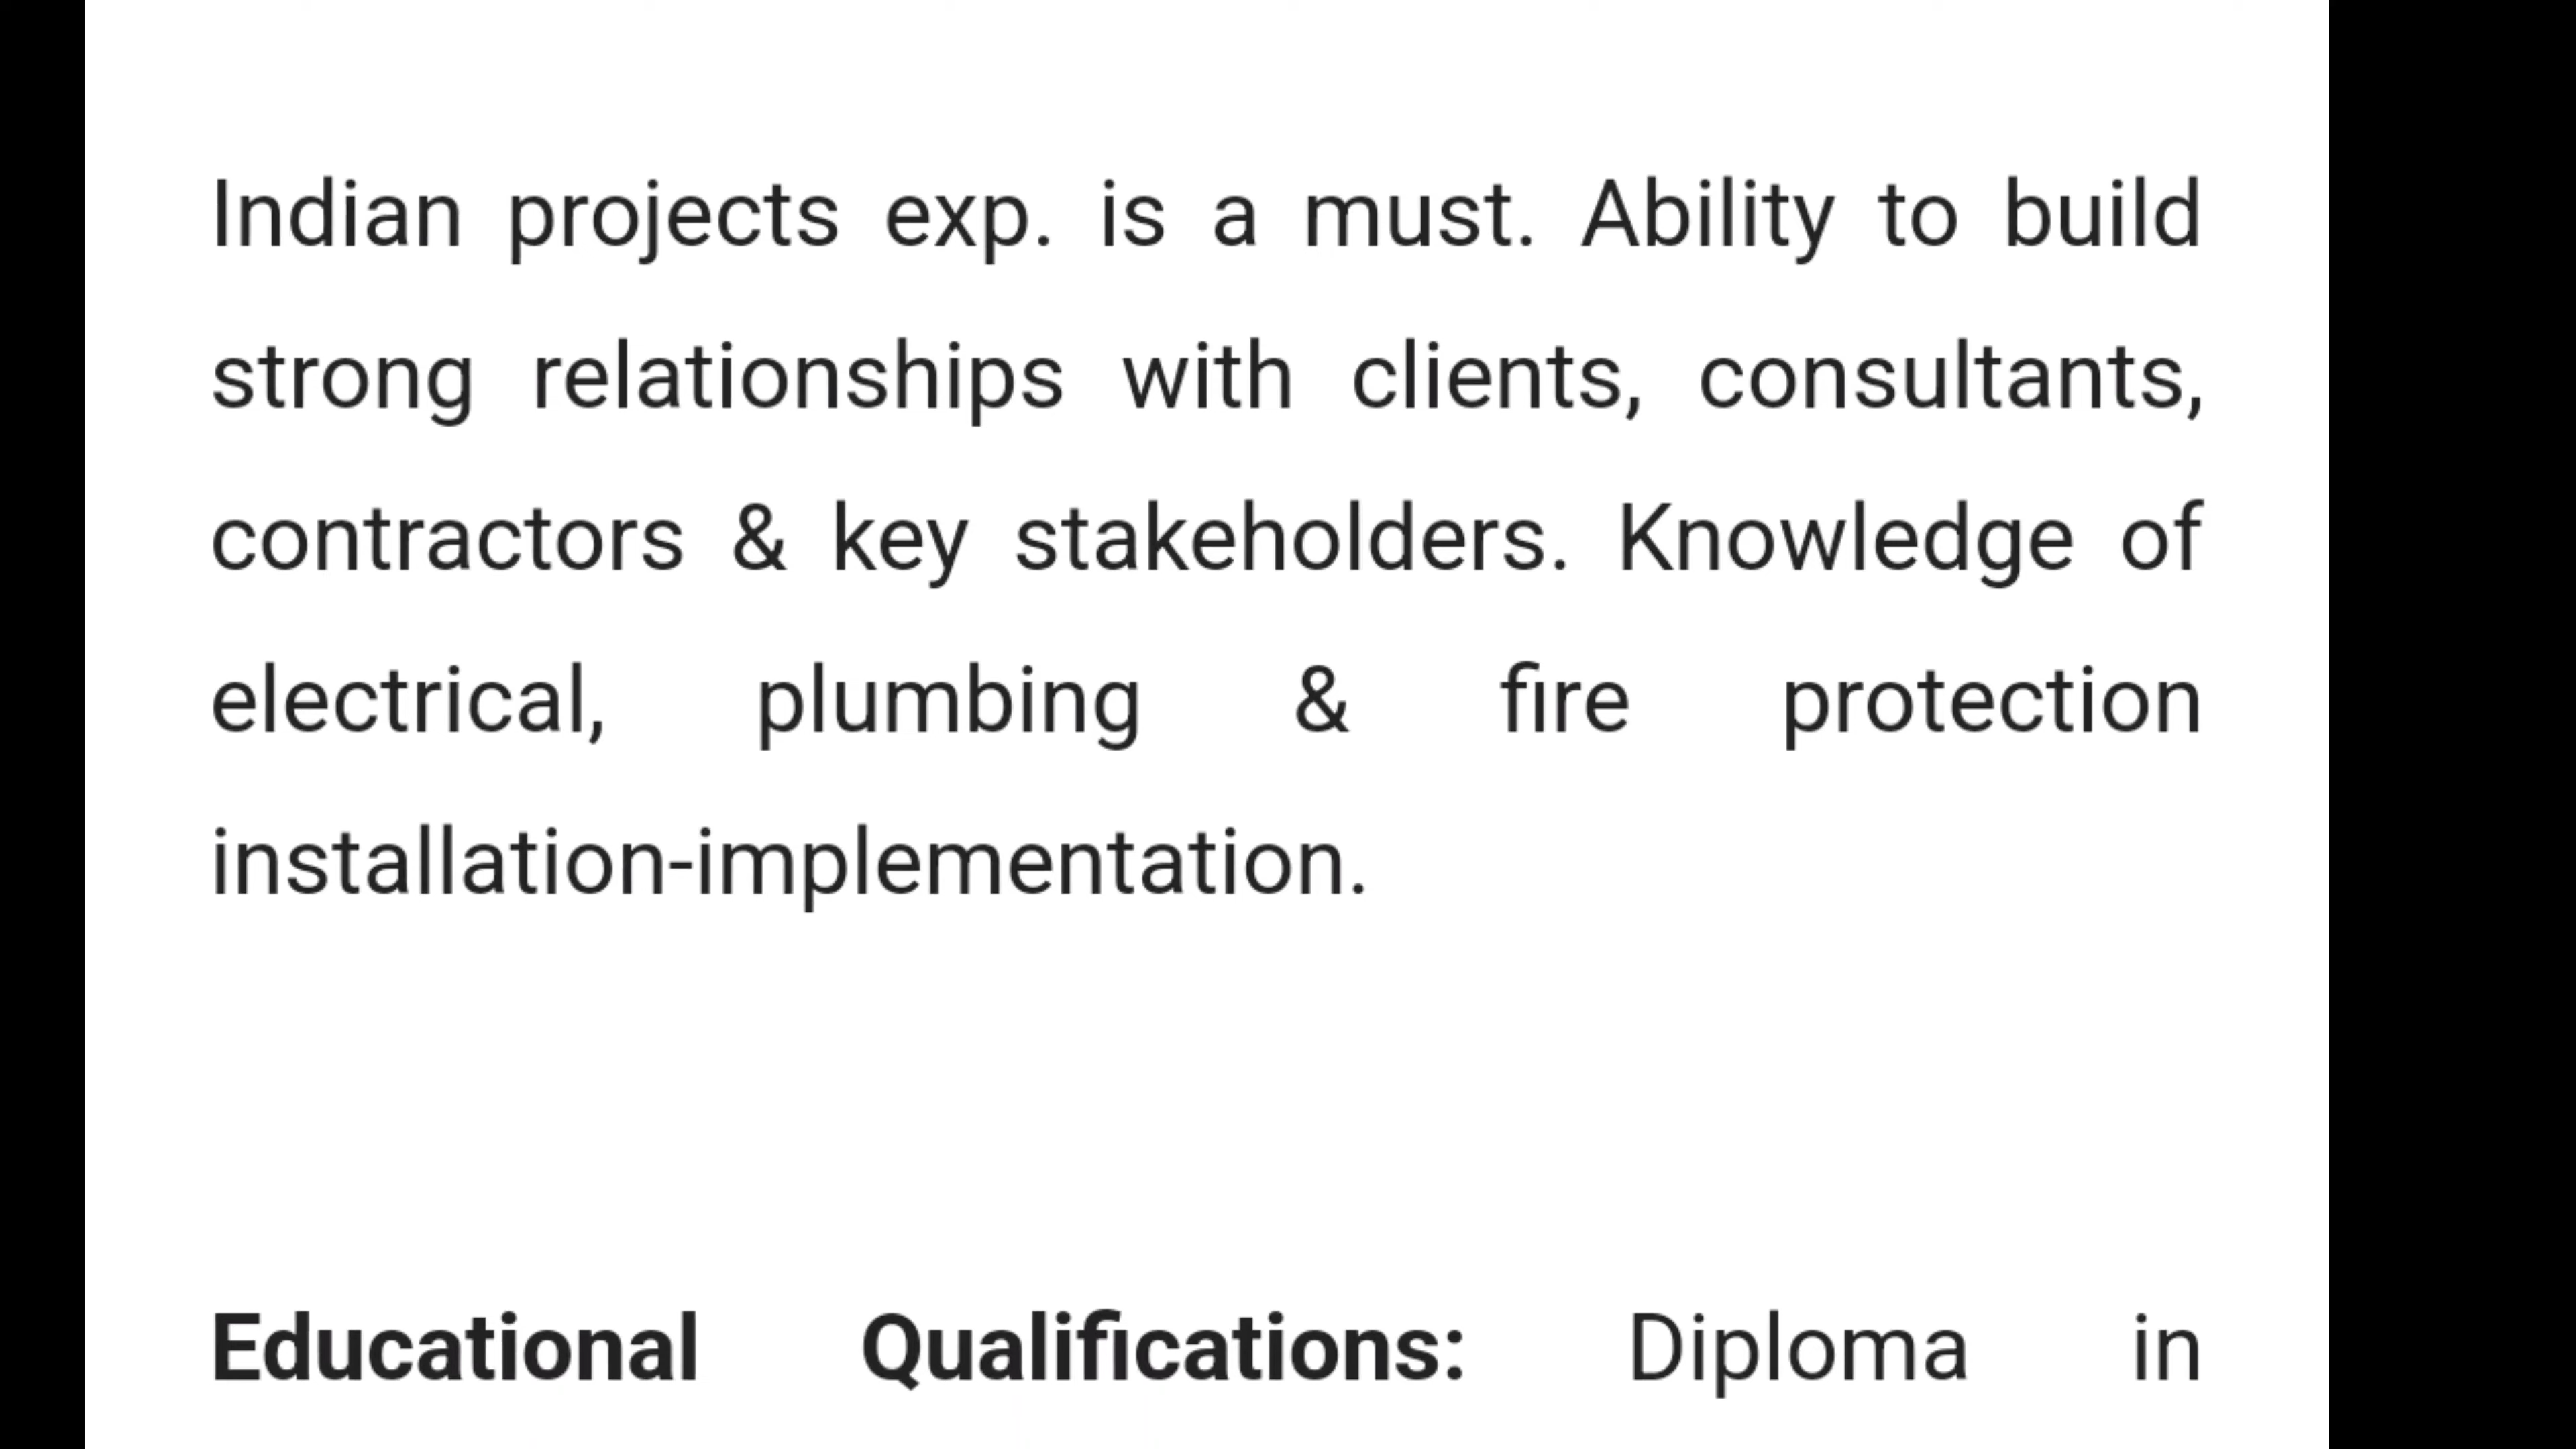 Indian projects exp. is a must. Ability to build
strong relationships with clients, consultants,
contractors & key stakeholders. Knowledge of
electrical, plumbing & fire protection
installation-implementation.
Educational Qualifications: Diploma in